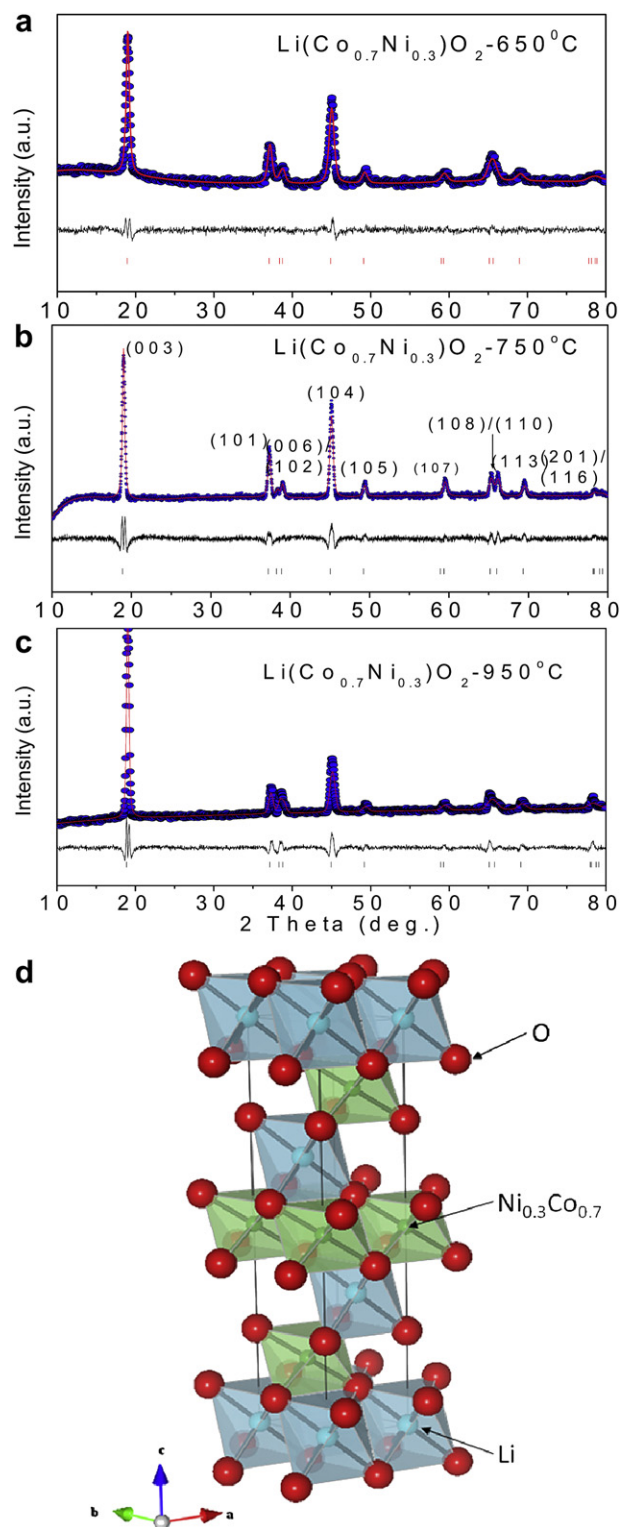 a
Li(Co₀.₇Ni₀.₃)O₂-650⁰C
Intensity (a.u.)
10 20 30 40 50 60 70 80
b
Li(Co₀.₇Ni₀.₃)O₂-750°C
(003)
(104)
(101) (006)/ (108)/(110)
(102) (105) (107) (113) (201)/
(116)
Intensity (a.u.)
10 20 30 40 50 60 70 80
c
Li(Co₀.₇Ni₀.₃)O₂-950°C
Intensity (a.u.)
10 20 30 40 50 60 70 80
2 Theta (deg.)
d
O
Ni₀.₃Co₀.₇
Li
c
b
a